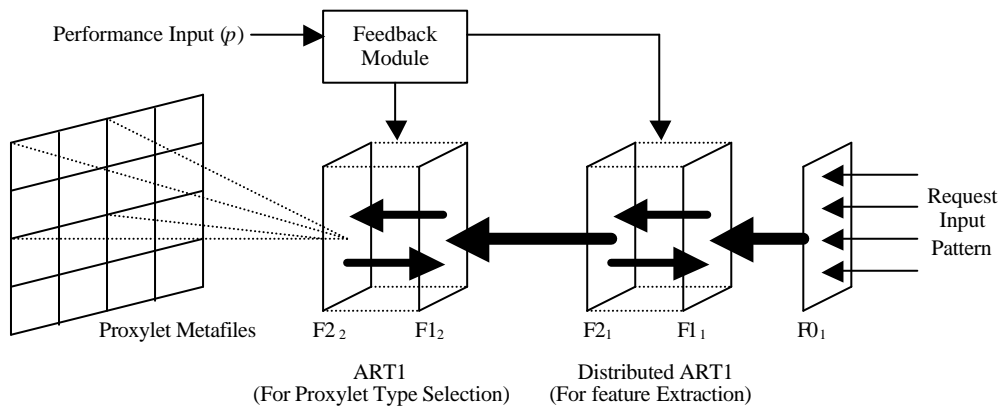 Performance Input (p)
Feedback
Module
Request
Input
Pattern
Proxylet Metafiles
F2 2
F1 2
F2 1
F1 1
F0 1
ART1
(For Proxylet Type Selection)
Distributed ART1
(For feature Extraction)